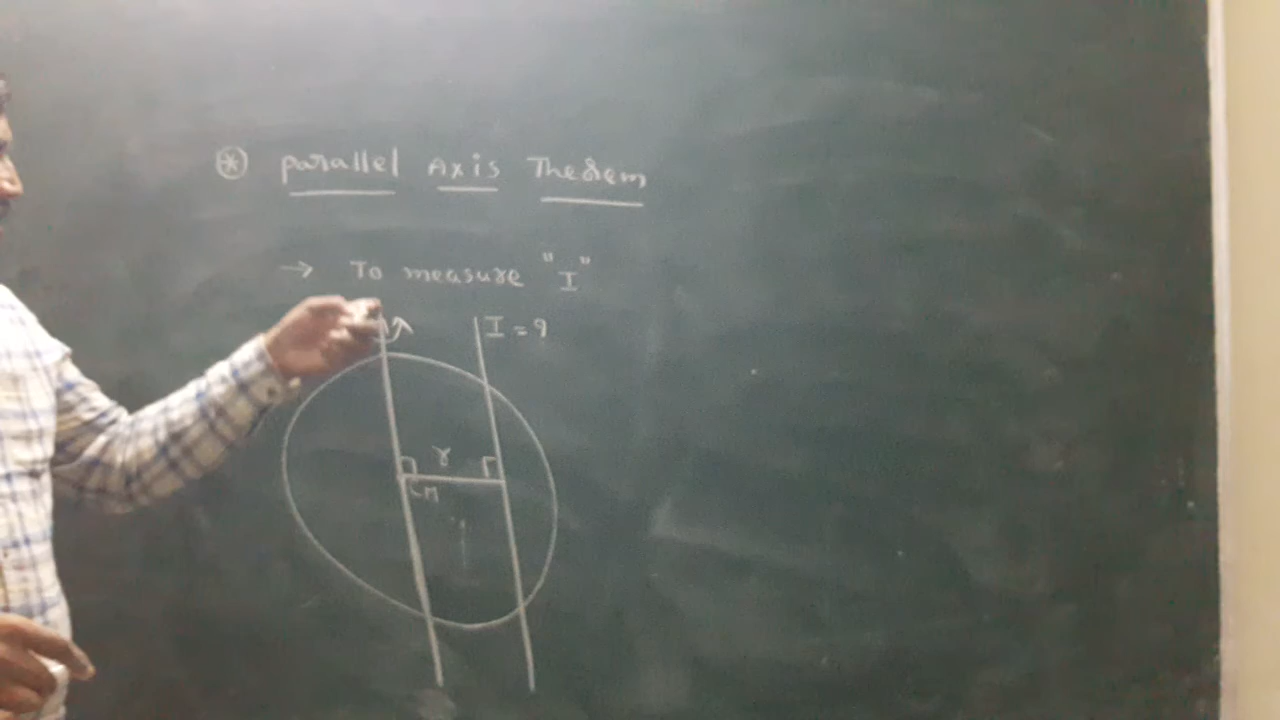 * Parallel Axis Theorem
→ To measure "I"
I = ?
r
CM